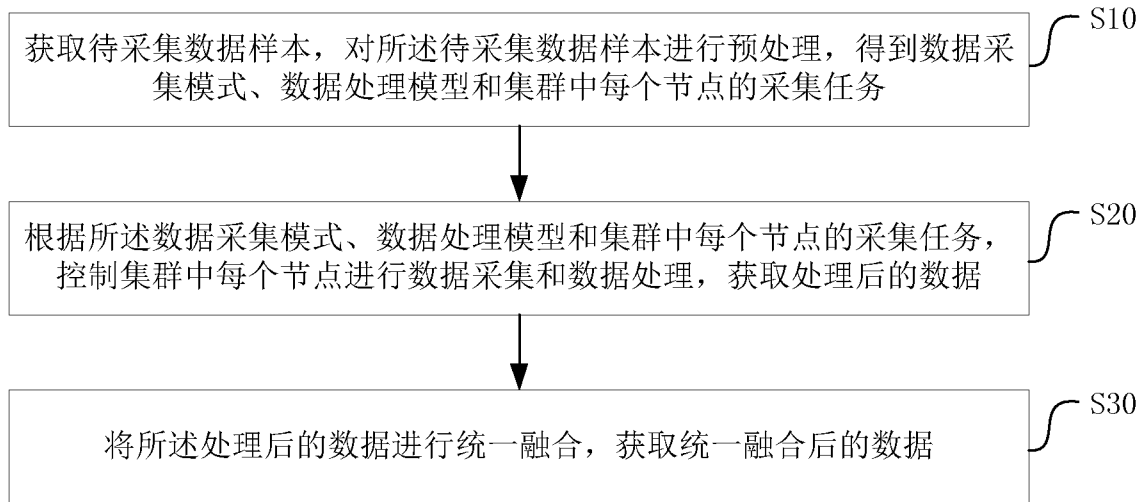 S10
获取待采集数据样本，对所述待采集数据样本进行预处理，得到数据采
集模式、数据处理模型和集群中每个节点的采集任务
S20
根据所述数据采集模式、数据处理模型和集群中每个节点的采集任务，
控制集群中每个节点进行数据采集和数据处理，获取处理后的数据
S30
将所述处理后的数据进行统一融合，获取统一融合后的数据